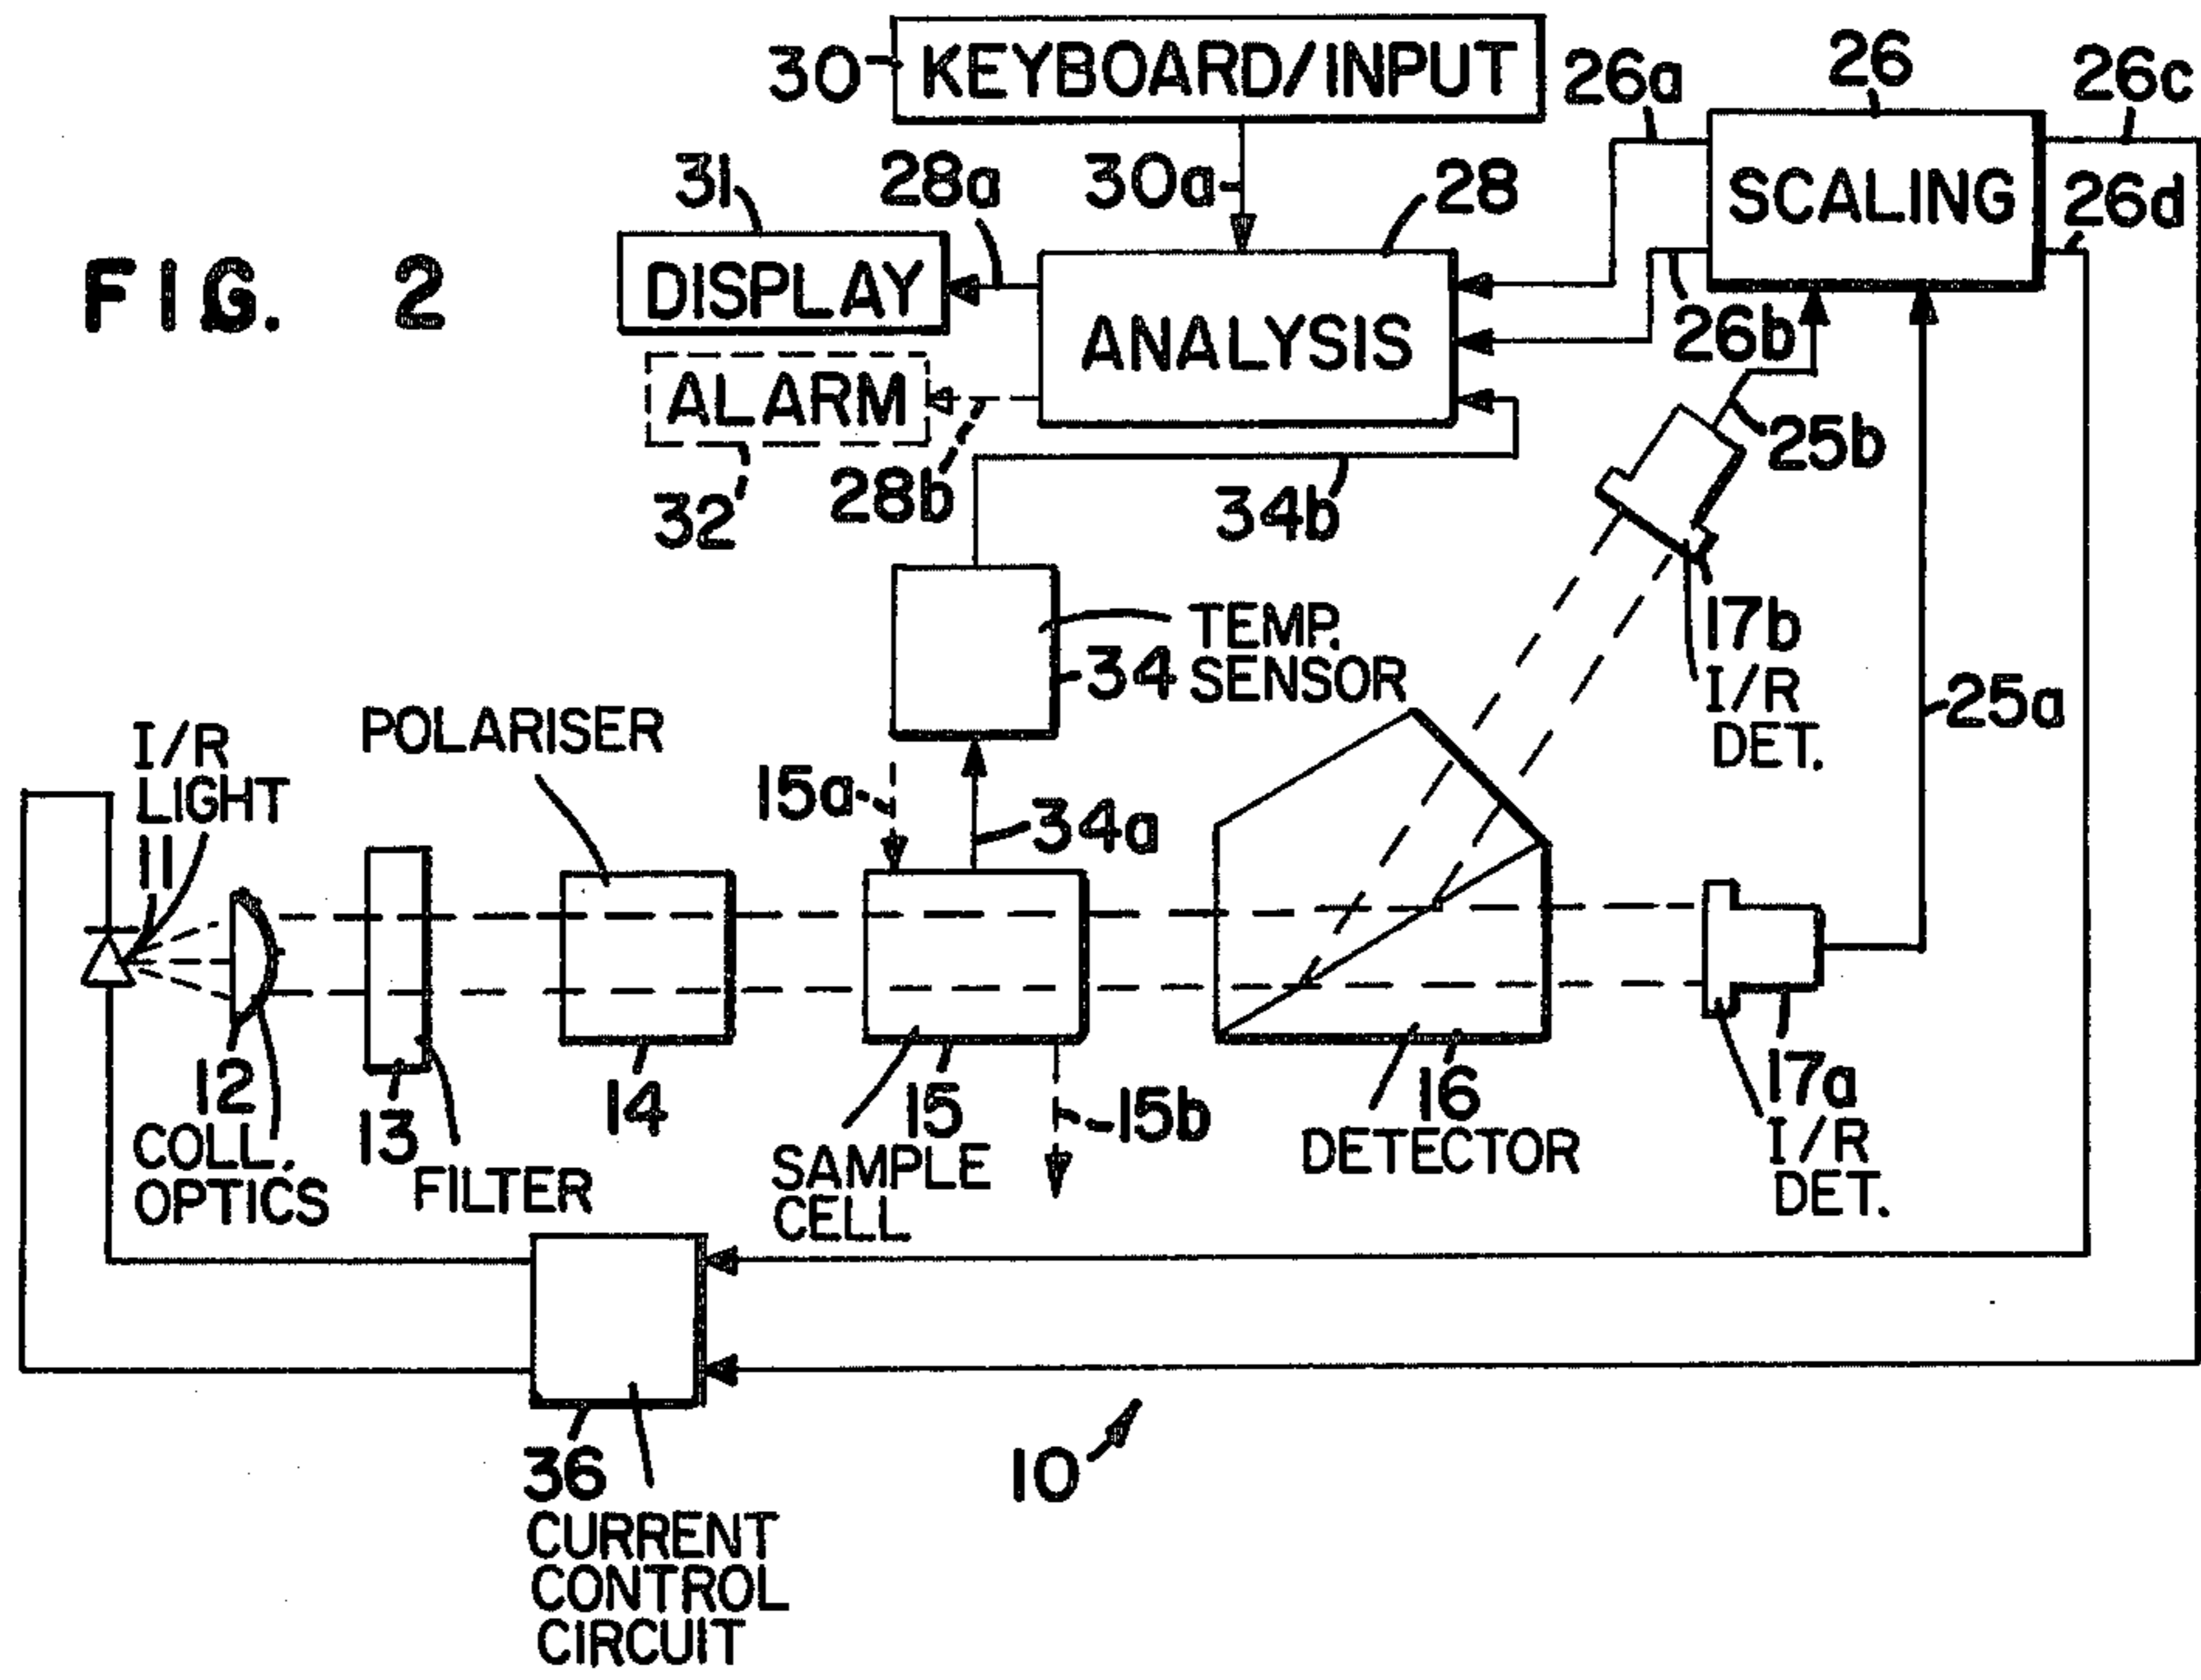 30
KEYBOARD/INPUT
26a
26
26c
31
28a
30a
28
SCALING
26d
FIG. 2
DISPLAY
ANALYSIS
26b
ALARM
25b
32
28b
34b
17b
I/R
DET.
TEMP.
SENSOR
34
25a
I/R
LIGHT
11
POLARISER
15a
34a
12
COLL.
OPTICS
13
FILTER
14
15
SAMPLE
CELL
15b
16
DETECTOR
17a
I/R
DET.
36
CURRENT
CONTROL
CIRCUIT
10